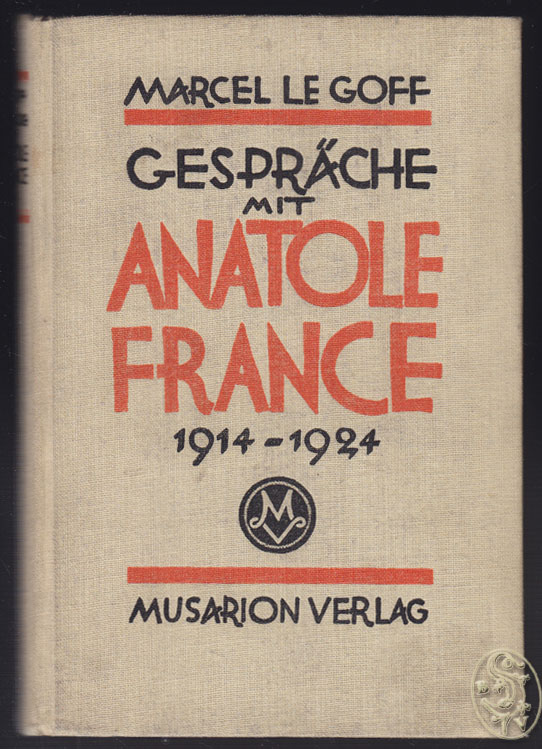 MARCEL LE GOFF
GESPRÄCHE
MIT
ANATOLE
FRANCE
1914-1924
MV
MUSARION VERLAG